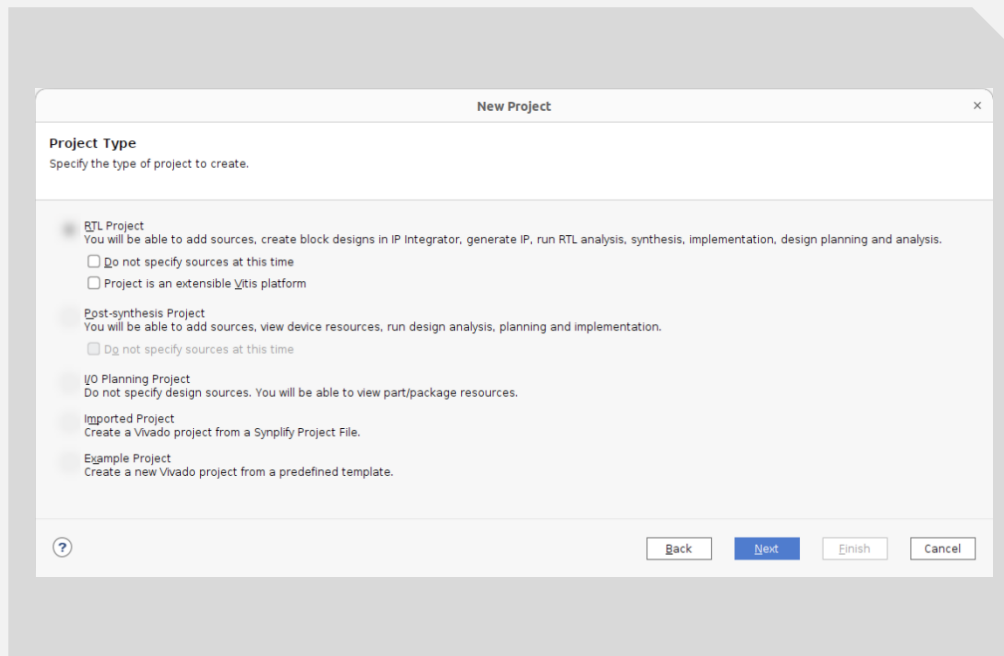 New Project
×
Project Type
Specify the type of project to create.
RTL Project
You will be able to add sources, create block designs in IP Integrator, generate IP, run RTL analysis, synthesis, implementation, design planning and analysis.
Do not specify sources at this time
Project is an extensible Vitis platform
Post-synthesis Project
You will be able to add sources, view device resources, run design analysis, planning and implementation.
Do not specify sources at this time
I/O Planning Project
Do not specify design sources. You will be able to view part/package resources.
Imported Project
Create a Vivado project from a Synplify Project File.
Example Project
Create a new Vivado project from a predefined template.
?
Back
Next
Finish
Cancel